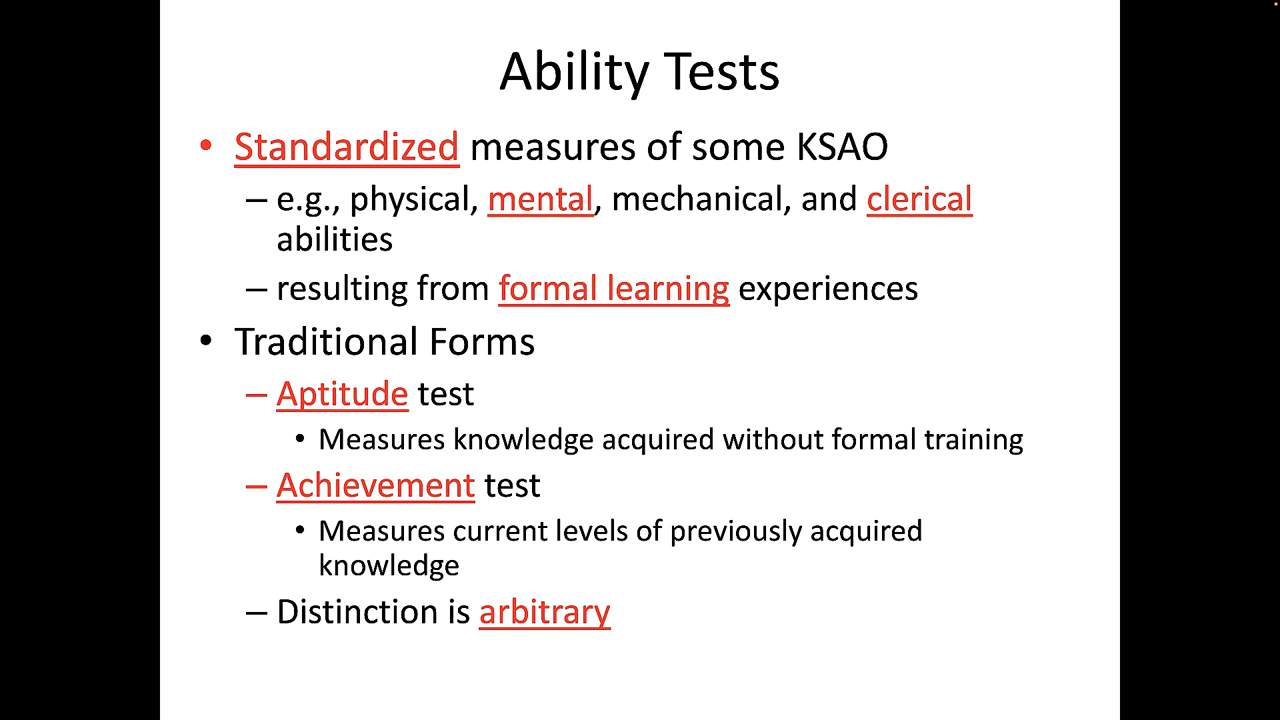 Ability Tests
• Standardized measures of some KSAO
– e.g., physical, mental, mechanical, and clerical
abilities
– resulting from formal learning experiences
• Traditional Forms
– Aptitude test
• Measures knowledge acquired without formal training
– Achievement test
• Measures current levels of previously acquired
knowledge
– Distinction is arbitrary